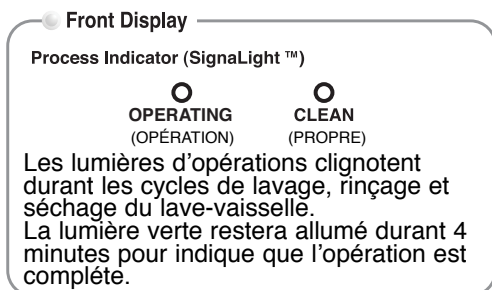 Front Display
Process Indicator (SignaLight ™)
OPERATING CLEAN
(OPÉRATION) (PROPRE)
Les lumières d’opérations clignotent
durant les cycles de lavage, rinçage et
séchage du lave-vaisselle.
La lumière verte restera allumé durant 4
minutes pour indique que l’opération est
compléte.